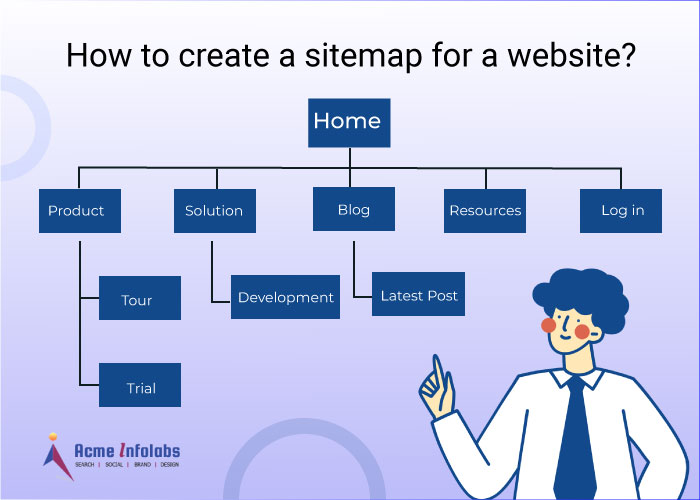 How to create a sitemap for a website?
Home
Product
Solution
Blog
Resources
Log in
Tour
Development
Latest Post
Trial
Acme Infolabs
SEARCH | SOCIAL | BRAND | DESIGN